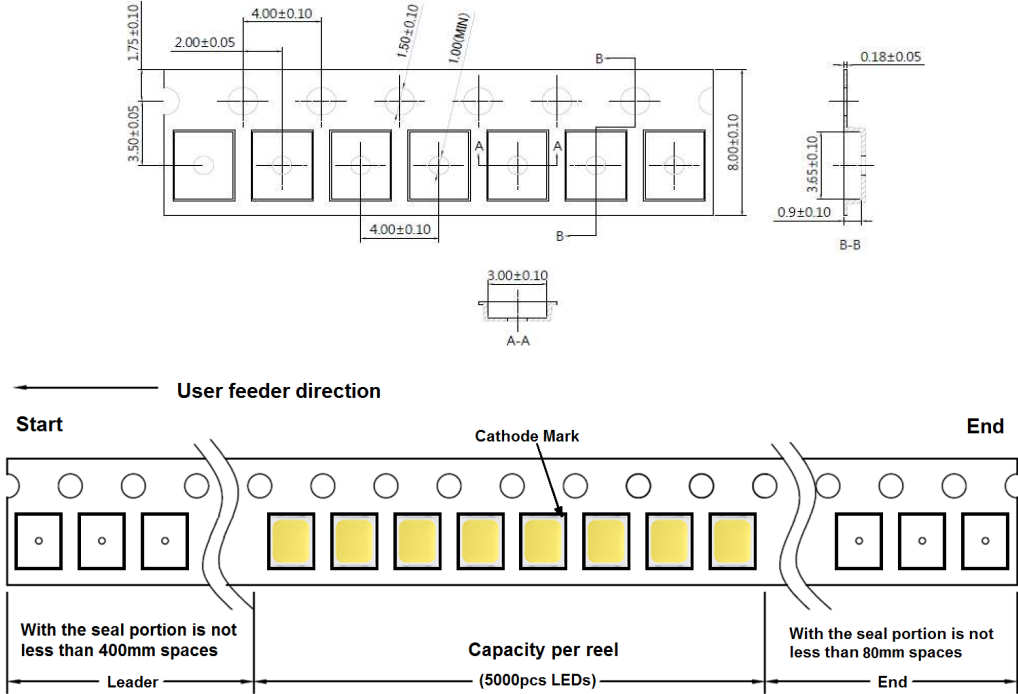 1.75±0.10
4.00±0.10
2.00±0.05
1.50±0.10
1.00(MIN)
B
0.18±0.05
3.50±0.05
A
A
8.00±0.10
3.65±0.10
4.00±0.10
B
0.9±0.10
B-B
3.00±0.10
A-A
User feeder direction
Start
End
Cathode Mark
With the seal portion is not
less than 400mm spaces
Capacity per reel
With the seal portion is not
less than 80mm spaces
Leader
(5000pcs LEDs)
End